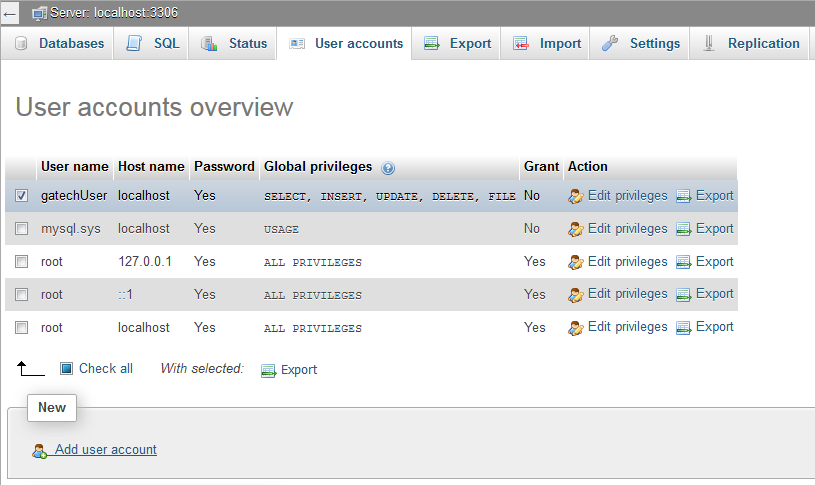 Server: localhost:3306
Databases SQL Status User accounts Export Import Settings Replication
User accounts overview
User name Host name Password Global privileges Grant Action
gatechUser localhost Yes SELECT, INSERT, UPDATE, DELETE, FILE No Edit privileges Export
mysql.sys localhost Yes USAGE No Edit privileges Export
root 127.0.0.1 Yes ALL PRIVILEGES Yes Edit privileges Export
root ::1 Yes ALL PRIVILEGES Yes Edit privileges Export
root localhost Yes ALL PRIVILEGES Yes Edit privileges Export
Check all With selected: Export
New
Add user account